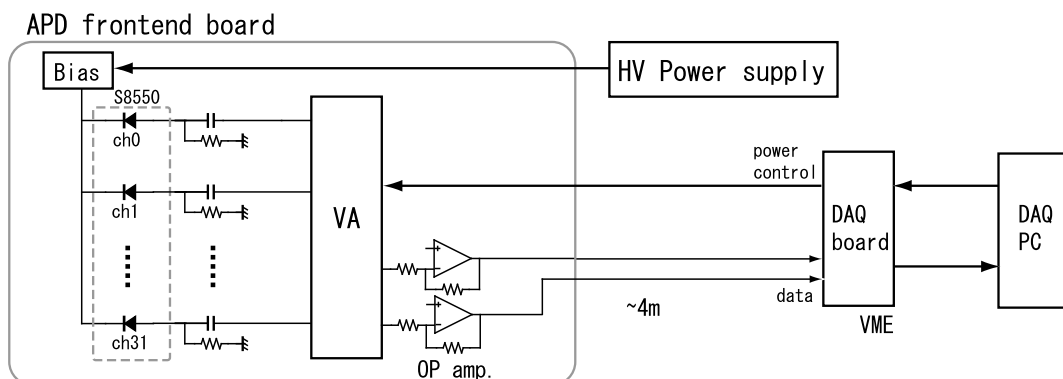 APD frontend board
Bias
HV Power supply
S8550
ch0
ch1
ch31
VA
OP amp.
power
control
data
~4m
DAQ
board
VME
DAQ
PC